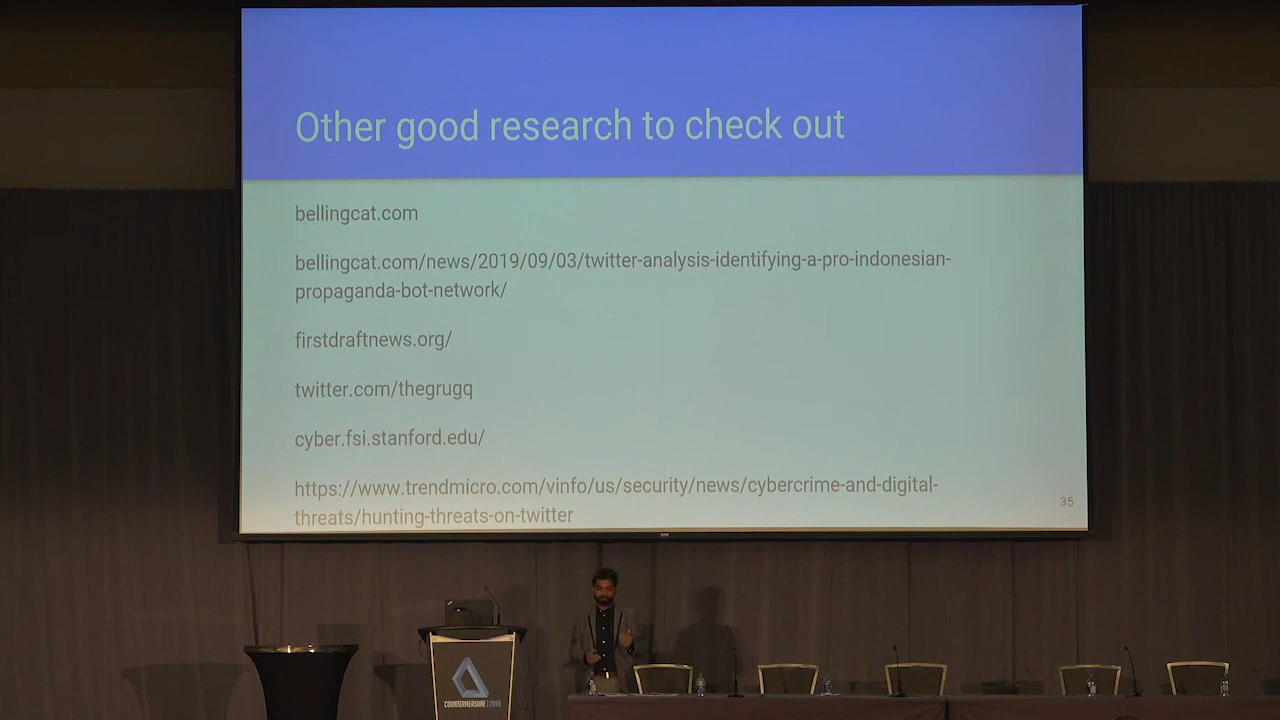 Other good research to check out
bellingcat.com
bellingcat.com/news/2019/09/03/twitter-analysis-identifying-a-pro-indonesian-
propaganda-bot-network/
firstdraftnews.org/
twitter.com/thegrugq
cyber.fsi.stanford.edu/
https://www.trendmicro.com/vinfo/us/security/news/cybercrime-and-digital-
threats/hunting-threats-on-twitter
35
COUNTERMEASURE | 2019